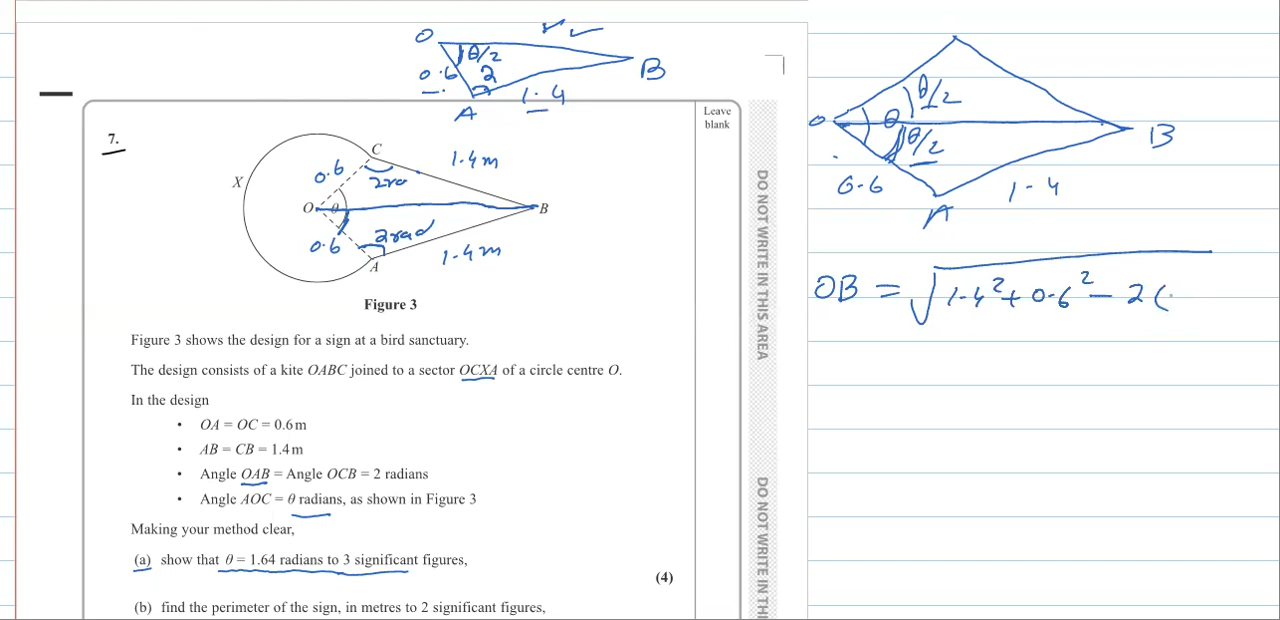 O
θ/2
0.6
2
B
A
1.4
Leave
blank
7.
C
1.4 m
0.6
X
O
θ
B
2 rad
0.6
A
1.4 m
Figure 3
Figure 3 shows the design for a sign at a bird sanctuary.
The design consists of a kite OABC joined to a sector OCXA of a circle centre O.
In the design
• OA = OC = 0.6 m
• AB = CB = 1.4 m
• Angle OAB = Angle OCB = 2 radians
• Angle AOC = θ radians, as shown in Figure 3
Making your method clear,
(a) show that θ = 1.64 radians to 3 significant figures,
(4)
(b) find the perimeter of the sign, in metres to 2 significant figures,
DO NOT WRITE IN THIS AREA
DO NOT WRITE IN THI
θ/2
O
θ
θ/2
B
0.6
1.4
A
OB = √1.4² + 0.6² – 2 (